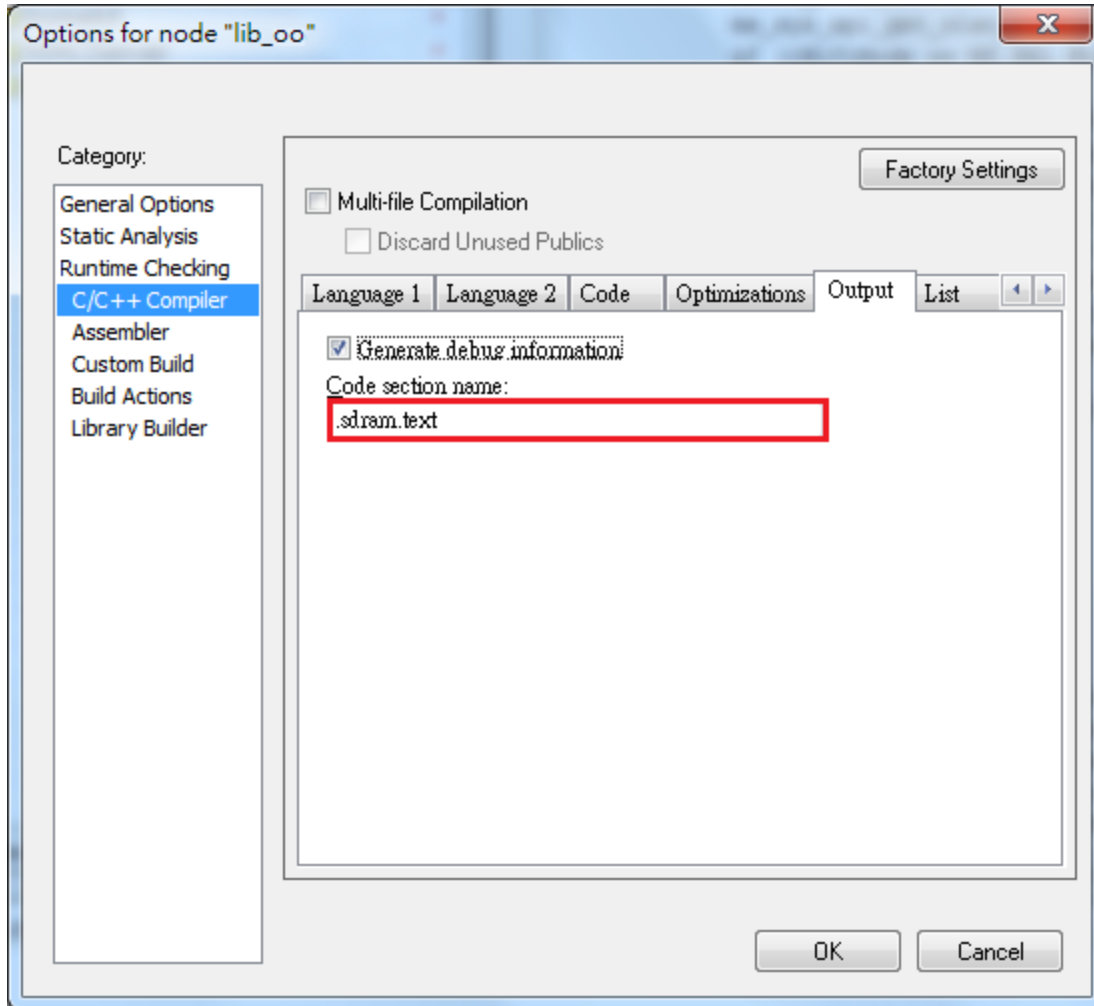 Options for node "lib_oo"
Category:
General Options
Static Analysis
Runtime Checking
C/C++ Compiler
Assembler
Custom Build
Build Actions
Library Builder
Factory Settings
Multi-file Compilation
Discard Unused Publics
Language 1 Language 2 Code Optimizations Output List
Generate debug information
Code section name:
.sdram.text
OK Cancel